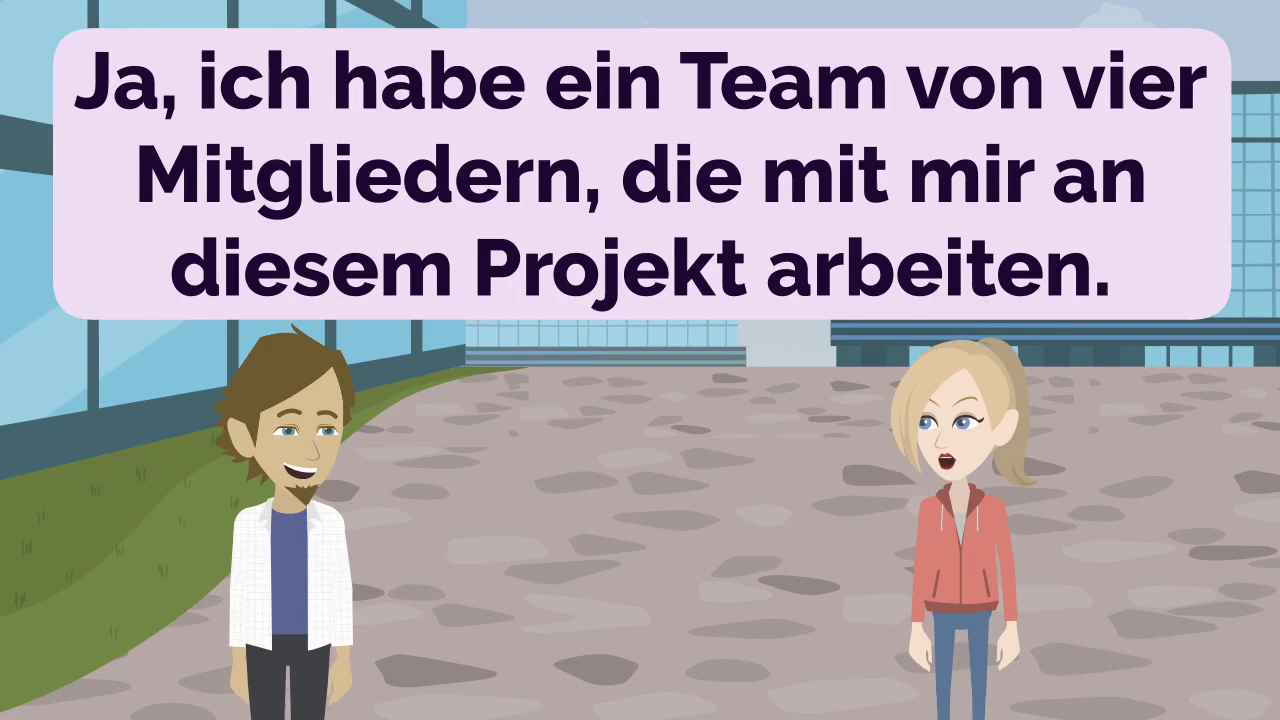 Ja, ich habe ein Team von vier
Mitgliedern, die mit mir an
diesem Projekt arbeiten.